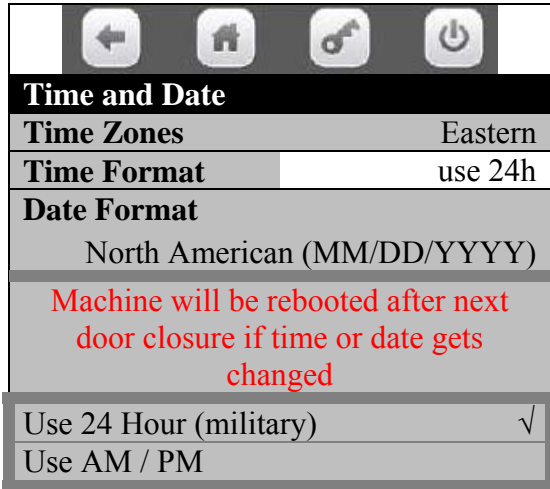 Time and Date
Time Zones Eastern
Time Format use 24h
Date Format
North American (MM/DD/YYYY)
Machine will be rebooted after next
door closure if time or date gets
changed
Use 24 Hour (military) √
Use AM / PM